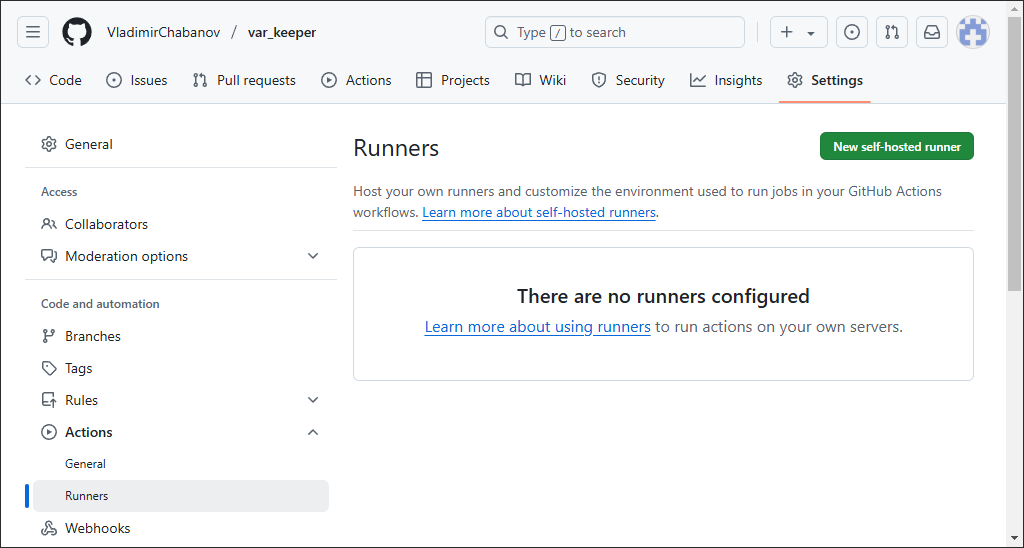 VladimirChabanov / var_keeper
Type / to search
Code
Issues
Pull requests
Actions
Projects
Wiki
Security
Insights
Settings
General
Access
Collaborators
Moderation options
Code and automation
Branches
Tags
Rules
Actions
General
Runners
Webhooks
Runners
New self-hosted runner
Host your own runners and customize the environment used to run jobs in your GitHub Actions
workflows. Learn more about self-hosted runners.
There are no runners configured
Learn more about using runners to run actions on your own servers.